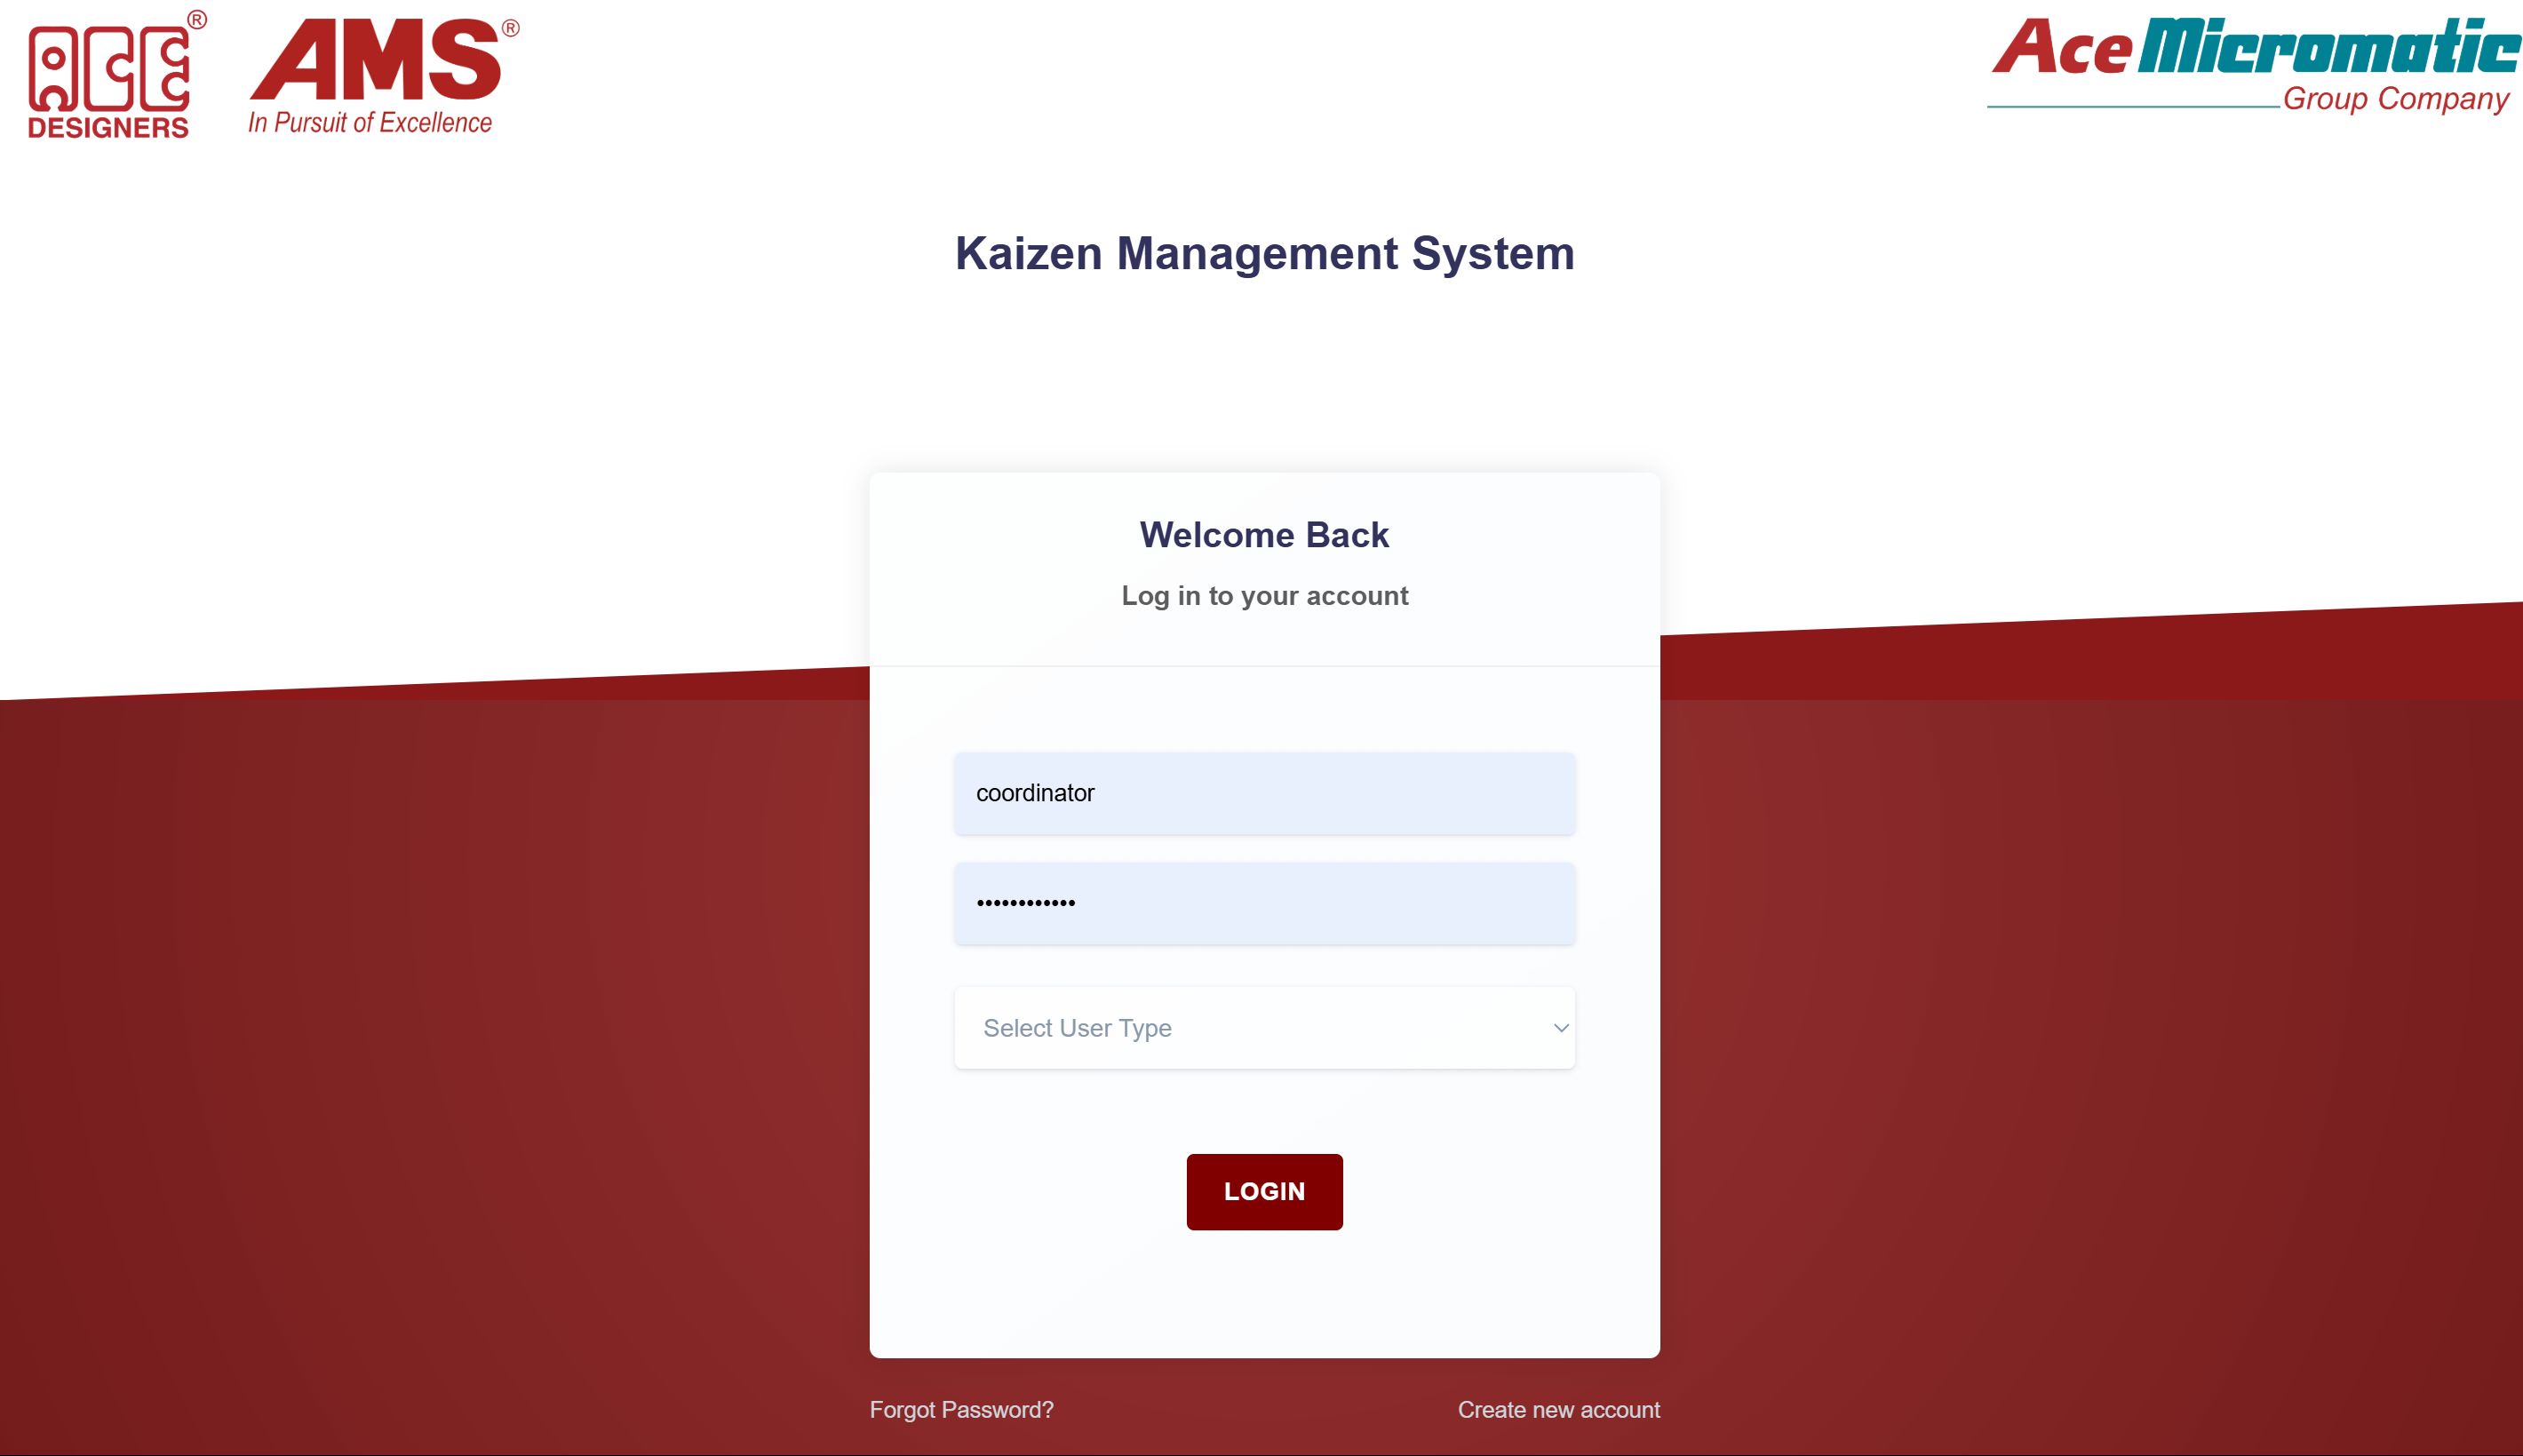 ACE® AMS® Ace Micromatic
DESIGNERS In Pursuit of Excellence Group Company
Kaizen Management System
Welcome Back
Log in to your account
coordinator
••••••••••••
Select User Type
LOGIN
Forgot Password? Create new account